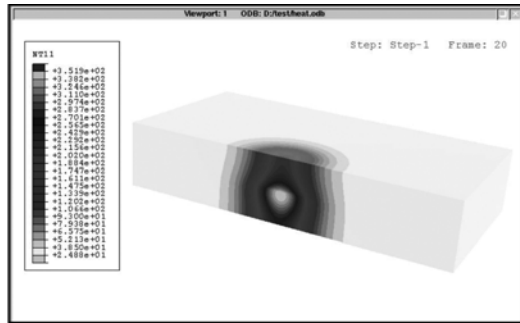 Viewport: 1 ODB: D:/test/heat.odb
Step: Step-1 Frame: 20
NT11
+3.519e+02
+3.382e+02
+3.246e+02
+3.110e+02
+2.974e+02
+2.837e+02
+2.701e+02
+2.565e+02
+2.429e+02
+2.292e+02
+2.156e+02
+2.020e+02
+1.884e+02
+1.747e+02
+1.611e+02
+1.475e+02
+1.339e+02
+1.202e+02
+1.066e+02
+9.300e+01
+7.938e+01
+6.575e+01
+5.213e+01
+3.850e+01
+2.488e+01